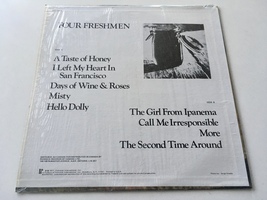 FOUR FRESHMEN
A Taste of Honey
I Left My Heart In
San Francisco
Days of Wine & Roses
Misty
Hello Dolly
The Girl From Ipanema
Call Me Irresponsible
More
The Second Time Around